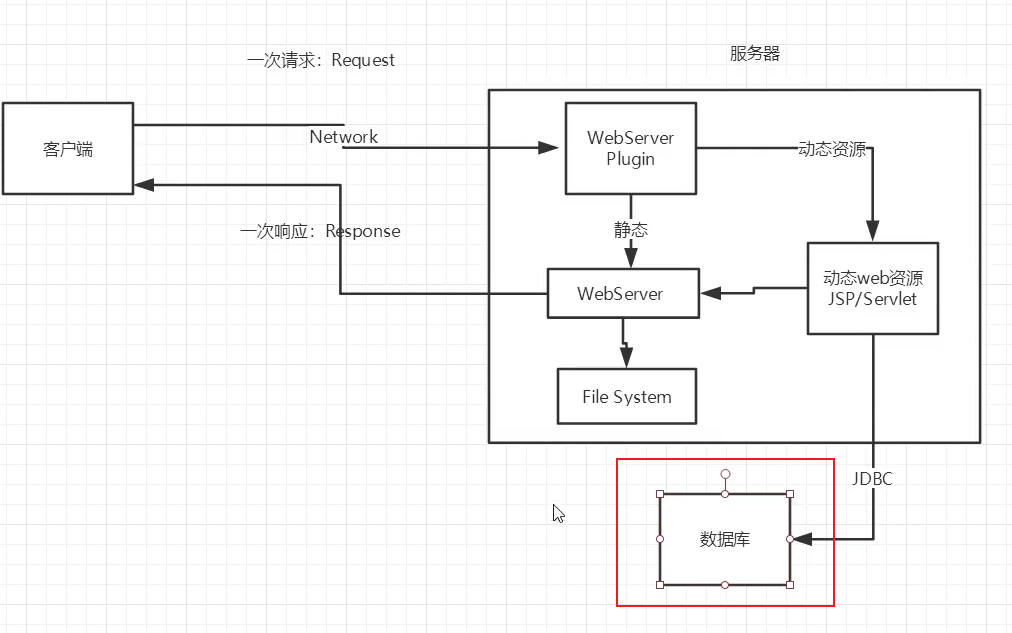 一次请求：Request
服务器
客户端
Network
WebServer
Plugin
动态资源
一次响应：Response
静态
动态web资源
JSP/Servlet
WebServer
File System
JDBC
数据库